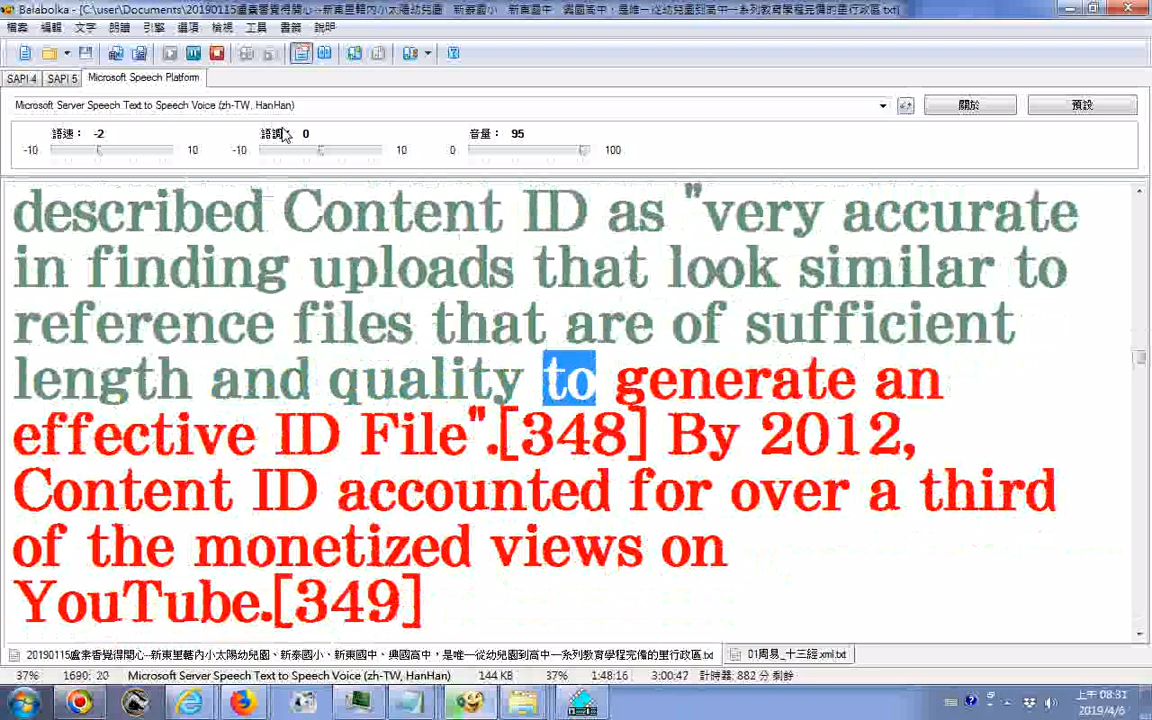 Balabolka - [C:\user\Documents\20190115盧棠香覺得開心--新東里轄內小太陽幼兒園、新泰國小、新東國中、興國高中，是唯一從幼兒園到高中一系列教育學程完備的里行政區.txt]
檔案 編輯 文字 朗讀 引擎 選項 檢視 工具 書籤 說明
SAPI 4 SAPI 5 Microsoft Speech Platform
Microsoft Server Speech Text to Speech Voice (zh-TW, HanHan) 關於 預設
語速： -2 語調： 0 音量： 95
-10 10 -10 10 0 100
described Content ID as "very accurate
in finding uploads that look similar to
reference files that are of sufficient
length and quality to generate an
effective ID File".[348] By 2012,
Content ID accounted for over a third
of the monetized views on
YouTube.[349]
20190115盧棠香覺得開心--新東里轄內小太陽幼兒園、新泰國小、新東國中、興國高中，是唯一從幼兒園到高中一系列教育學程完備的里行政區.txt 01周易_十三經.xml.txt
37% 1690: 20 Microsoft Server Speech Text to Speech Voice (zh-TW, HanHan) 144 KB 37% 1:48:16 3:00:47 計時器: 882 分 剩餘
上午 08:31
2019/4/6